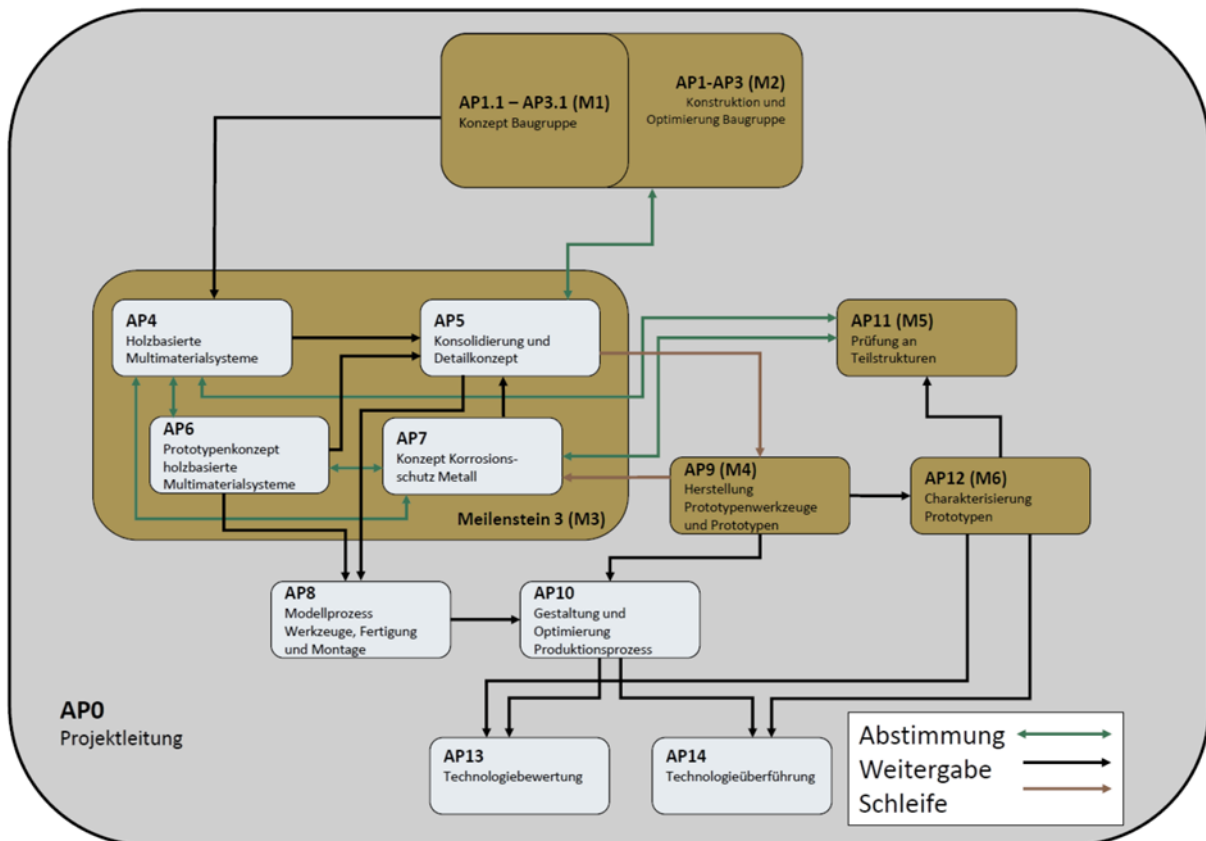 AP1.1 – AP3.1 (M1)
Konzept Baugruppe
AP1-AP3 (M2)
Konstruktion und
Optimierung Baugruppe
AP4
Holzbasierte
Multimaterialsysteme
AP5
Konsolidierung und
Detailkonzept
AP11 (M5)
Prüfung an
Teilstrukturen
AP6
Prototypenkonzept
holzbasierte
Multimaterialsysteme
AP7
Konzept Korrosions-
schutz Metall
Meilenstein 3 (M3)
AP9 (M4)
Herstellung
Prototypenwerkzeuge
und Prototypen
AP12 (M6)
Charakterisierung
Prototypen
AP8
Modellprozess
Werkzeuge, Fertigung
und Montage
AP10
Gestaltung und
Optimierung
Produktionsprozess
AP0
Projektleitung
AP13
Technologiebewertung
AP14
Technologieüberführung
Abstimmung
Weitergabe
Schleife